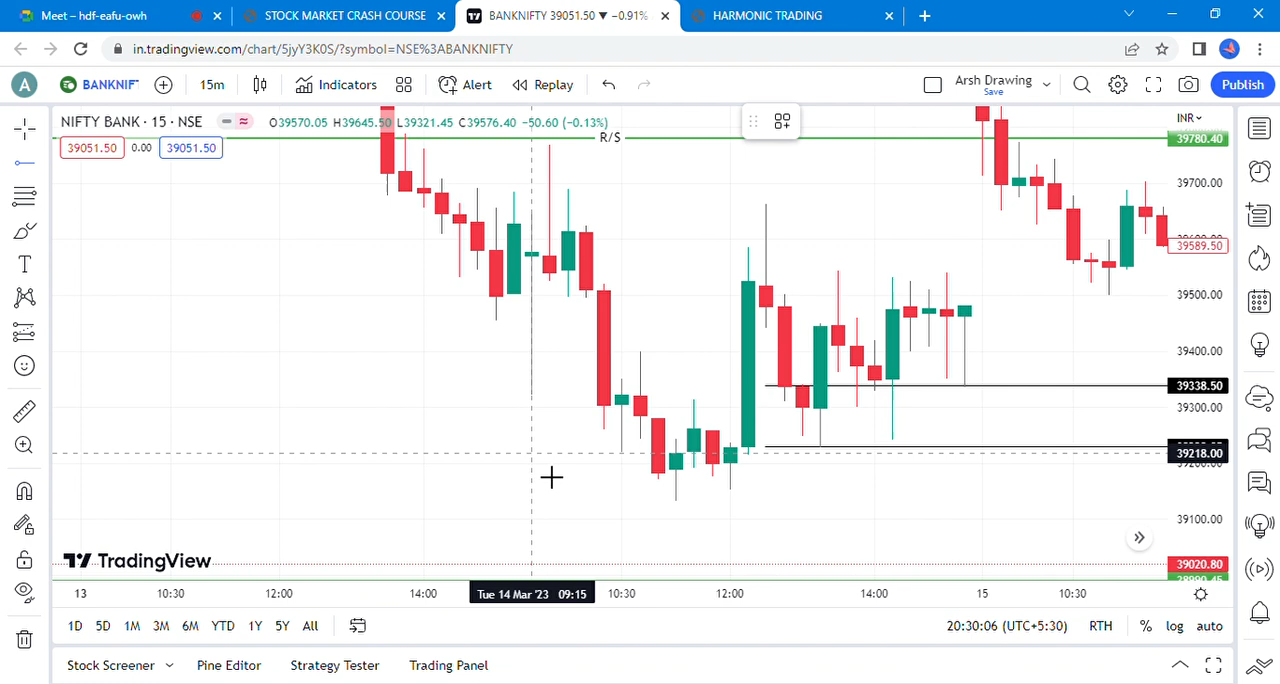 Meet – hdf-eafu-owh
STOCK MARKET CRASH COURSE
BANKNIFTY 39051.50 ▼ −0.91%
HARMONIC TRADING
in.tradingview.com/chart/5jyY3K0S/?symbol=NSE%3ABANKNIFTY
A
BANKNIF
15m
Indicators
Alert
Replay
Arsh Drawing
Save
Publish
NIFTY BANK · 15 · NSE
O39570.05 H39645.50 L39321.45 C39576.40 −50.60 (−0.13%)
R/S
INR
39780.40
39051.50
0.00
39051.50
39700.00
39589.50
39500.00
39400.00
39338.50
39300.00
39218.00
39200.00
39100.00
39020.80
TradingView
13
10:30
12:00
14:00
Tue 14 Mar '23 09:15
10:30
12:00
14:00
15
10:30
1D 5D 1M 3M 6M YTD 1Y 5Y All
20:30:06 (UTC+5:30)
RTH
% log auto
Stock Screener
Pine Editor
Strategy Tester
Trading Panel